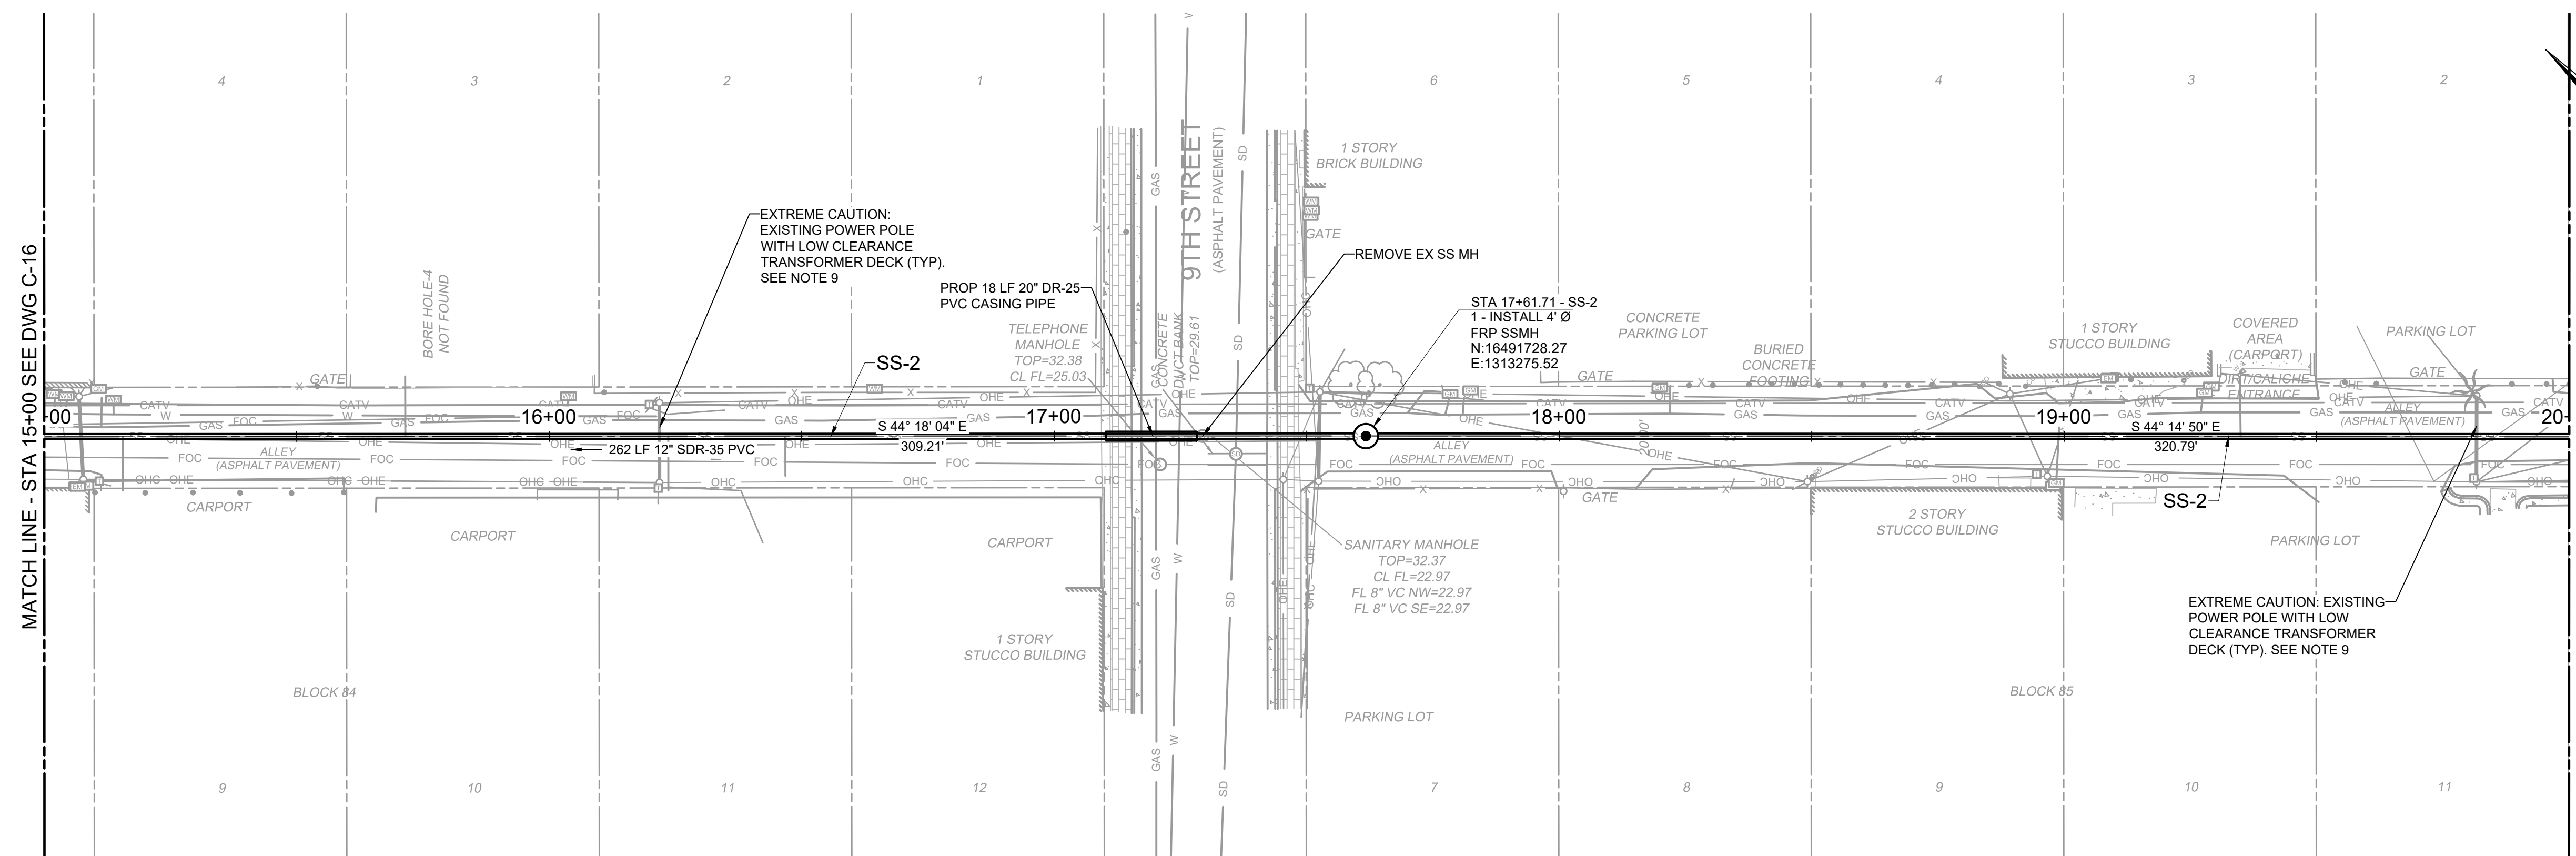 4
3
2
1
6
5
4
3
2
MATCH LINE - STA 15+00 SEE DWG C-16
EXTREME CAUTION:
EXISTING POWER POLE
WITH LOW CLEARANCE
TRANSFORMER DECK (TYP).
SEE NOTE 9
BORE HOLE-4
NOT FOUND
PROP 18 LF 20" DR-25
PVC CASING PIPE
TELEPHONE
MANHOLE
TOP=32.38
CL FL=25.03
9TH STREET
(ASPHALT PAVEMENT)
CONCRETE
DUCT BANK
TOP=29.61
1 STORY
BRICK BUILDING
GATE
REMOVE EX SS MH
STA 17+61.71 - SS-2
1 - INSTALL 4' Ø
FRP SSMH
N:16491728.27
E:1313275.52
CONCRETE
PARKING LOT
BURIED
CONCRETE
FOOTING
1 STORY
STUCCO BUILDING
COVERED
AREA
(CARPORT)
DIRT/CALICHE
ENTRANCE
PARKING LOT
GATE
GATE
GATE
SS-2
16+00
17+00
18+00
19+00
S 44° 18' 04" E
309.21'
262 LF 12" SDR-35 PVC
S 44° 14' 50" E
320.79'
SS-2
ALLEY
(ASPHALT PAVEMENT)
ALLEY
(ASPHALT PAVEMENT)
ALLEY
(ASPHALT PAVEMENT)
20.00'
CATV
GAS
FOC
OHE
OHC
W
SD
CARPORT
CARPORT
CARPORT
GATE
SANITARY MANHOLE
TOP=32.37
CL FL=22.97
FL 8" VC NW=22.97
FL 8" VC SE=22.97
2 STORY
STUCCO BUILDING
PARKING LOT
EXTREME CAUTION: EXISTING
POWER POLE WITH LOW
CLEARANCE TRANSFORMER
DECK (TYP). SEE NOTE 9
1 STORY
STUCCO BUILDING
BLOCK 84
PARKING LOT
BLOCK 85
9
10
11
12
7
8
9
10
11